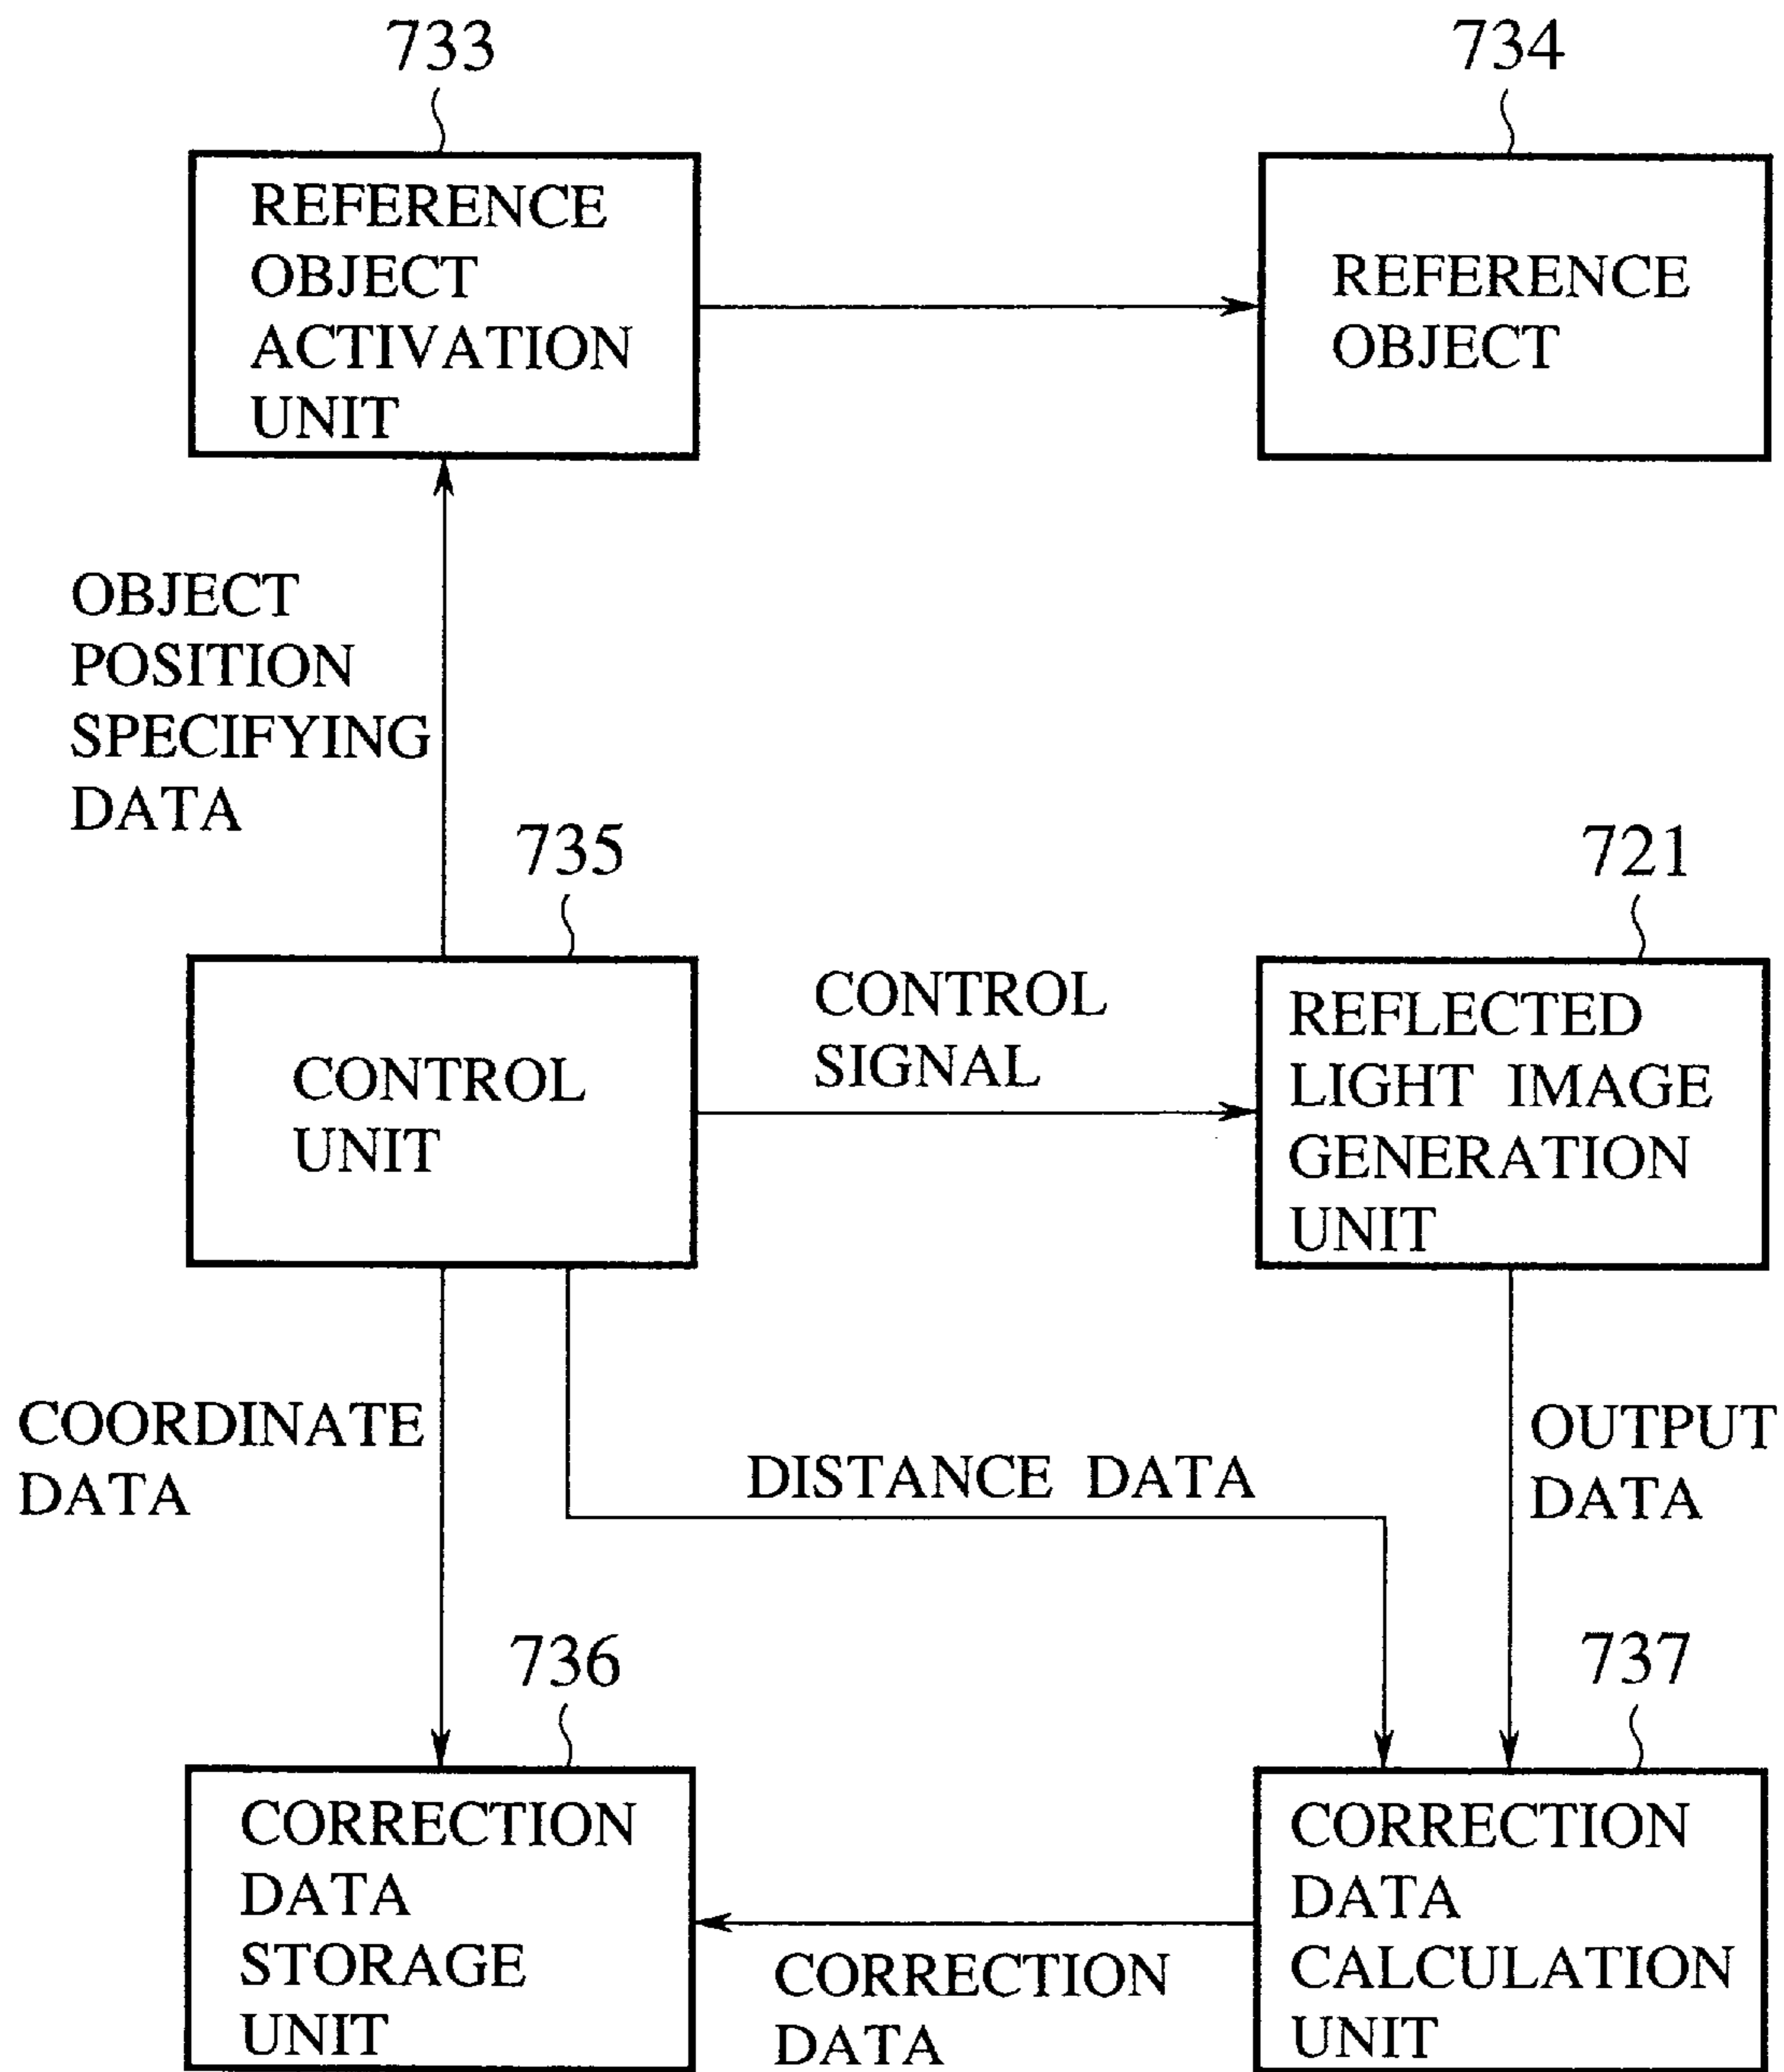 733
734
REFERENCE
OBJECT
ACTIVATION
UNIT
REFERENCE
OBJECT
OBJECT
POSITION
SPECIFYING
DATA
735
721
CONTROL
UNIT
CONTROL
SIGNAL
REFLECTED
LIGHT IMAGE
GENERATION
UNIT
COORDINATE
DATA
DISTANCE DATA
OUTPUT
DATA
736
737
CORRECTION
DATA
STORAGE
UNIT
CORRECTION
DATA
CORRECTION
DATA
CALCULATION
UNIT